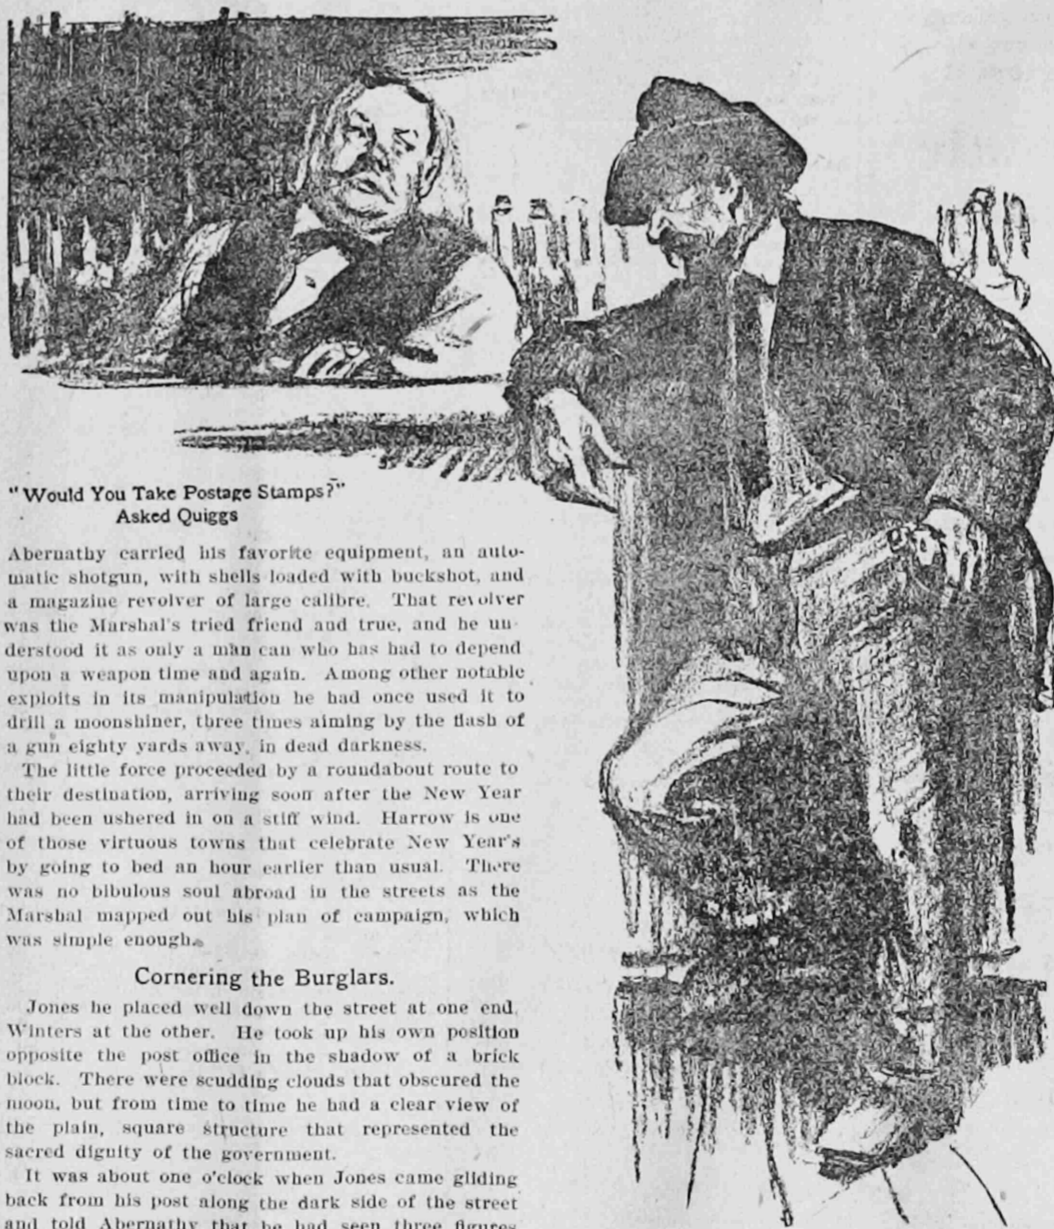 "Would You Take Postage Stamps?"
Asked Quiggs
Abernathy carried his favorite equipment, an auto-
matic shotgun, with shells loaded with buckshot, and
a magazine revolver of large calibre. That revolver
was the Marshal's tried friend and true, and he un-
derstood it as only a man can who has had to depend
upon a weapon time and again. Among other notable
exploits in its manipulation he had once used it to
drill a moonshiner, three times aiming by the flash of
a gun eighty yards away, in dead darkness.
The little force proceeded by a roundabout route to
their destination, arriving soon after the New Year
had been ushered in on a stiff wind. Harrow is one
of those virtuous towns that celebrate New Year's
by going to bed an hour earlier than usual. There
was no bibulous soul abroad in the streets as the
Marshal mapped out his plan of campaign, which
was simple enough.
Cornering the Burglars.
Jones he placed well down the street at one end,
Winters at the other. He took up his own position
opposite the post office in the shadow of a brick
block. There were scudding clouds that obscured the
moon, but from time to time he had a clear view of
the plain, square structure that represented the
sacred dignity of the government.
It was about one o'clock when Jones came gliding
back from his post along the dark side of the street
and told Abernathy that he had seen three figures